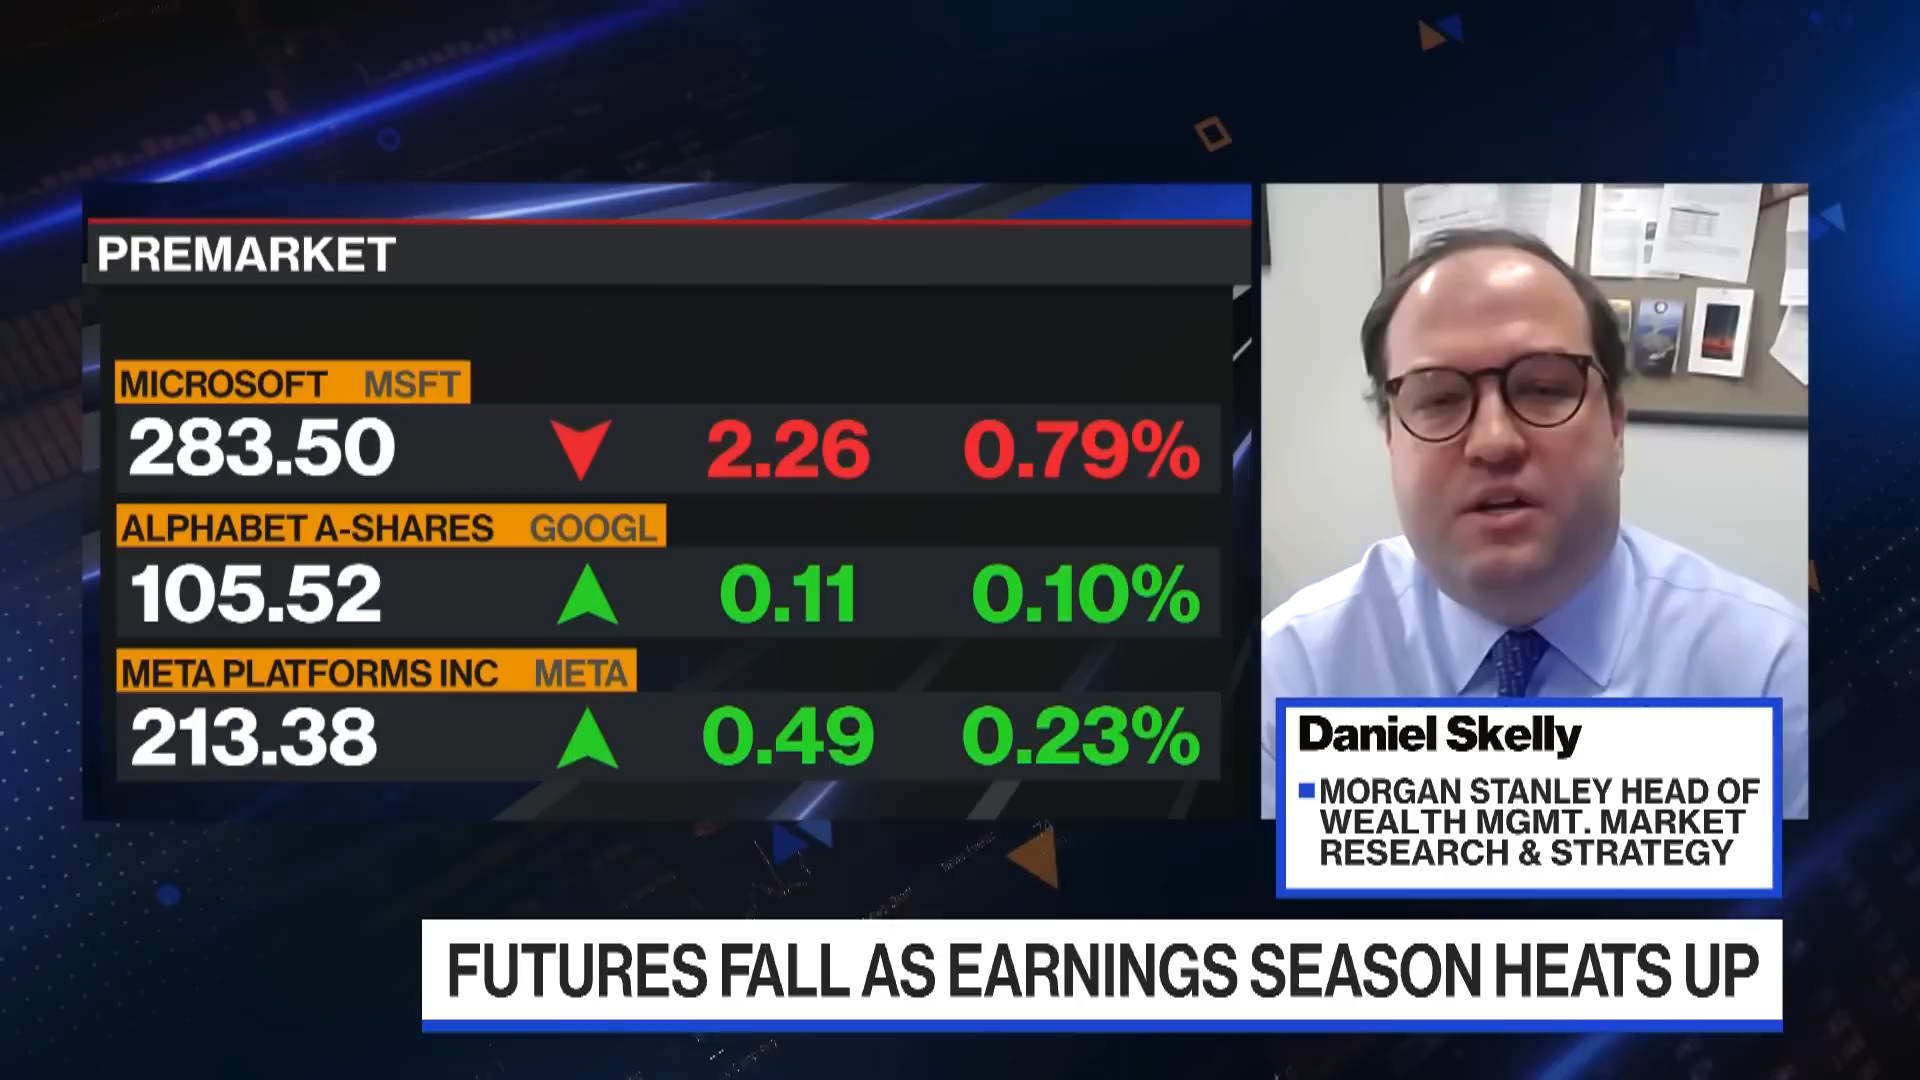 PREMARKET
MICROSOFT MSFT
283.50 2.26 0.79%
ALPHABET A-SHARES GOOGL
105.52 0.11 0.10%
META PLATFORMS INC META
213.38 0.49 0.23%
Daniel Skelly
MORGAN STANLEY HEAD OF
WEALTH MGMT. MARKET
RESEARCH & STRATEGY
FUTURES FALL AS EARNINGS SEASON HEATS UP